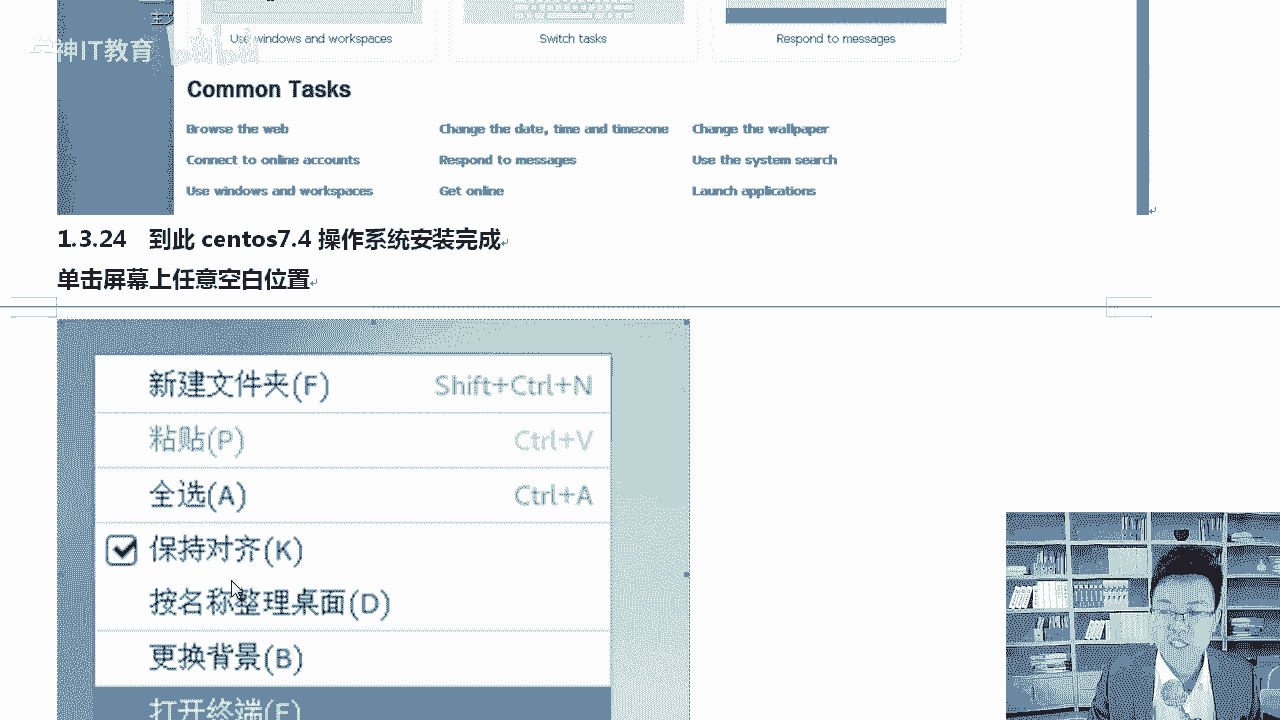 神IT教育
Use windows and workspaces Switch tasks Respond to messages
Common Tasks
Browse the web Change the date, time and timezone Change the wallpaper
Connect to online accounts Respond to messages Use the system search
Use windows and workspaces Get online Launch applications
1.3.24 到此 centos7.4 操作系统安装完成
单击屏幕上任意空白位置
新建文件夹(F) Shift+Ctrl+N
粘贴(P) Ctrl+V
全选(A) Ctrl+A
保持对齐(K)
按名称整理桌面(D)
更换背景(B)
打开终端(E)